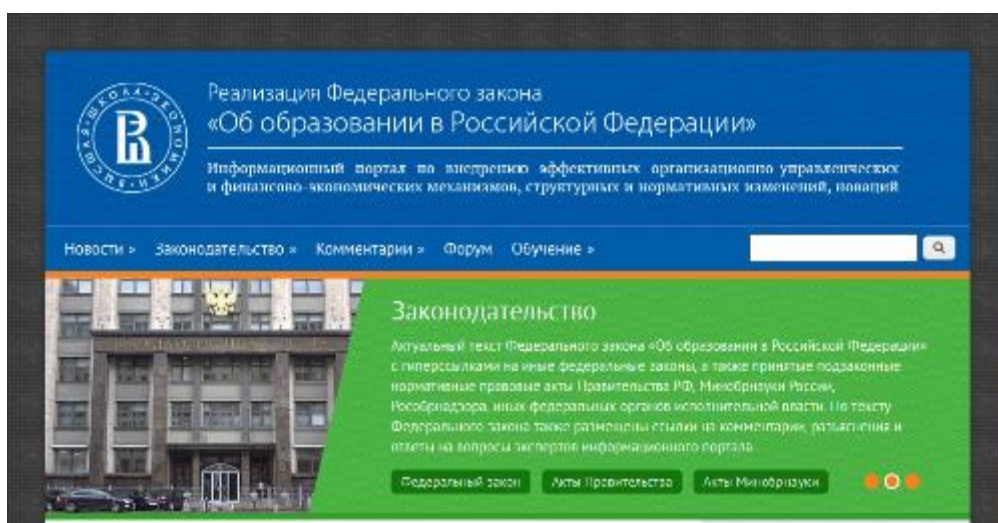 ВЫСШАЯ·ШКОЛА·ЭКОНОМИКИ
Реализация Федерального закона
«Об образовании в Российской Федерации»
Информационный портал по внедрению эффективных организационно управленческих
и финансово-экономических механизмов, структурных и нормативных изменений, новаций
Новости » Законодательство » Комментарии » Форум Обучение »
Законодательство
Актуальный текст Федерального закона «Об образовании в Российской Федерации»
с гиперссылками на иные федеральные законы, а также принятые подзаконные
нормативные правовые акты Правительства РФ, Минобрнауки России,
Рособрнадзора, иных федеральных органов исполнительной власти. По тексту
Федерального закона также размещены ссылки на комментарии, разъяснения и
ответы на вопросы экспертов информационного портала.
Федеральный закон Акты Правительства Акты Минобрнауки